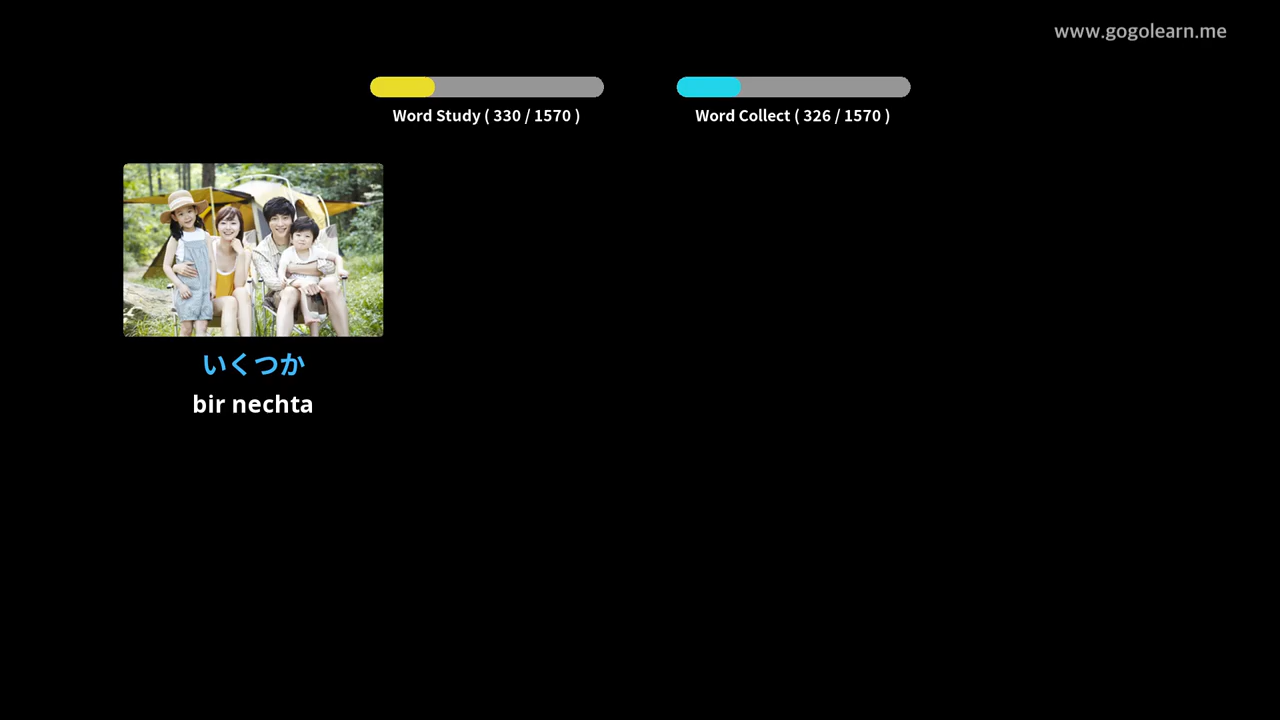 www.gogolearn.me
Word Study ( 330 / 1570 )
Word Collect ( 326 / 1570 )
いくつか
bir nechta